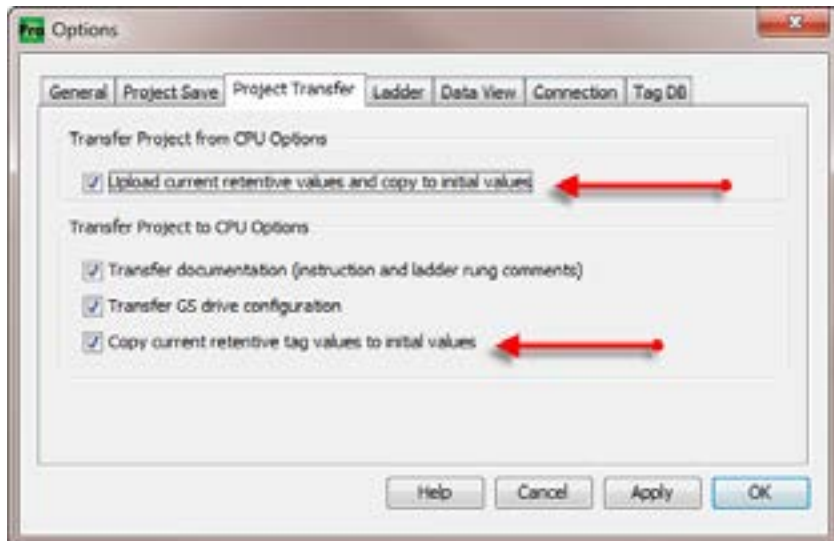 Pro Options
General Project Save Project Transfer Ladder Data View Connection Tag DB
Transfer Project from CPU Options
Upload current retentive values and copy to initial values
Transfer Project to CPU Options
Transfer documentation (instruction and ladder rung comments)
Transfer GS drive configuration
Copy current retentive tag values to initial values
Help Cancel Apply OK